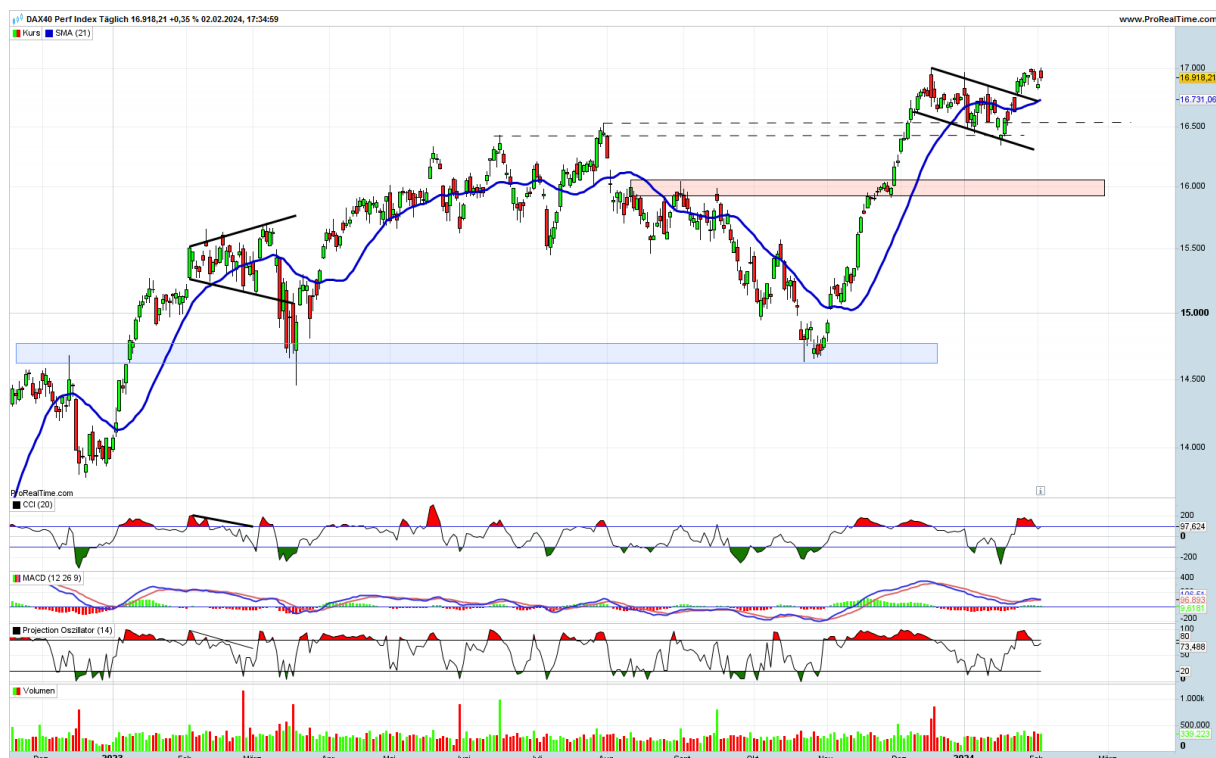 DAX40 Perf Index Täglich 16.918,21 +0,35 % 02.02.2024, 17:34:59
www.ProRealTime.com
Kurs SMA (21)
17.000
16.918,21
16.731,06
16.500
16.000
15.500
15.000
14.500
14.000
ProRealTime.com
CCI (20)
200
97,624
0
-200
MACD (12 26 9)
400
96,893
9,6181
-200
Projection Oszillator (14)
100
80
73,488
50
20
0
Volumen
1.000k
500.000
339.223
0
Dez 2023 Feb März Apr Mai Juni Juli Aug Sept Okt Nov Dez 2024 Feb März